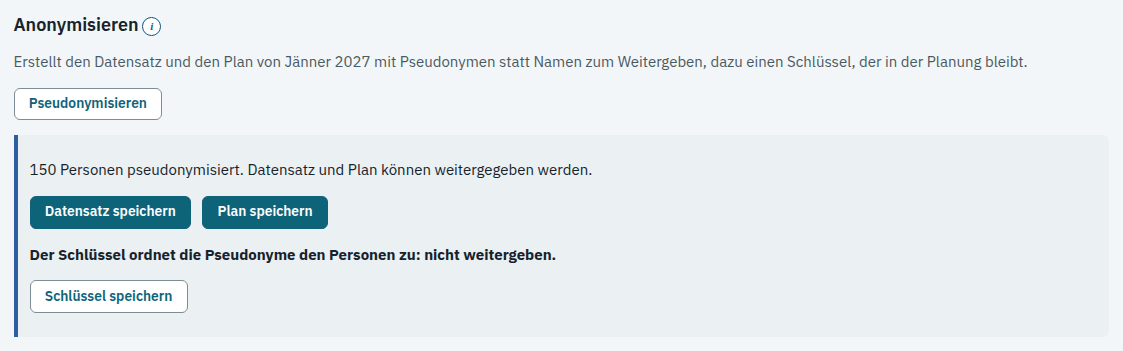 Anonymisieren i
Erstellt den Datensatz und den Plan von Jänner 2027 mit Pseudonymen statt Namen zum Weitergeben, dazu einen Schlüssel, der in der Planung bleibt.
Pseudonymisieren
150 Personen pseudonymisiert. Datensatz und Plan können weitergegeben werden.
Datensatz speichern Plan speichern
Der Schlüssel ordnet die Pseudonyme den Personen zu: nicht weitergeben.
Schlüssel speichern